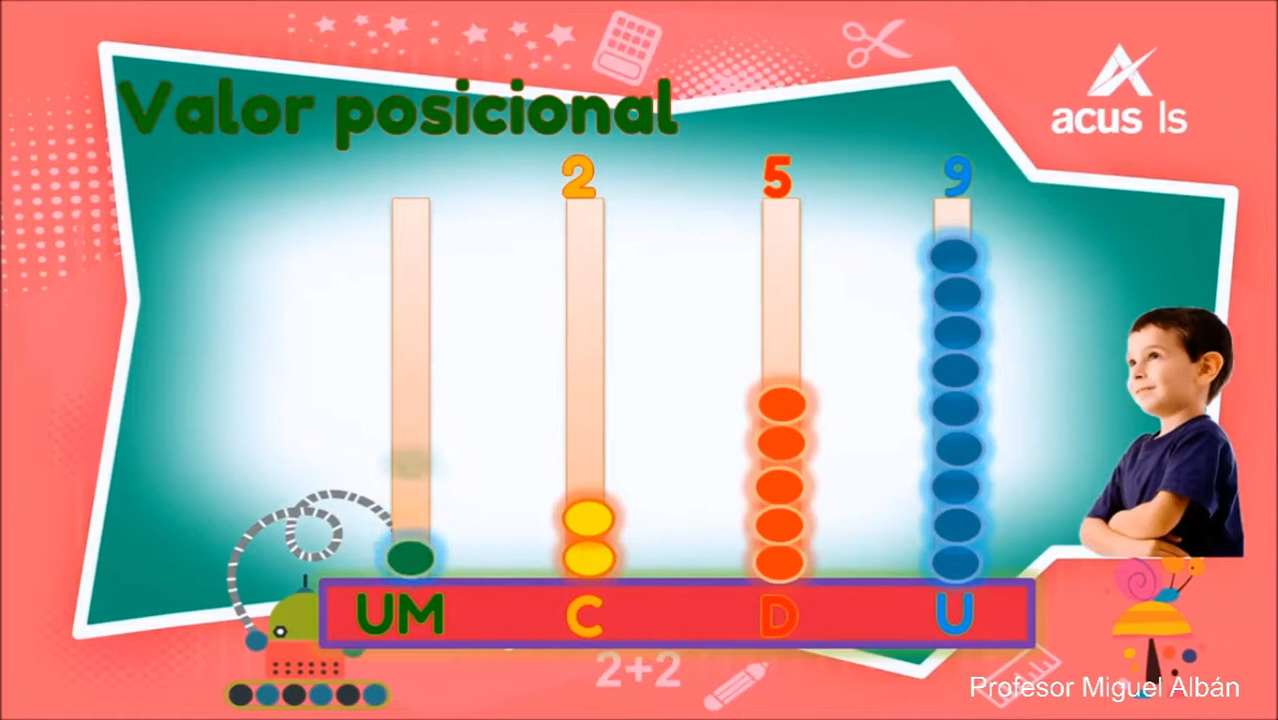 Valor posicional
acus ls
2 5 9
UM C D U
2+2
Profesor Miguel Albán